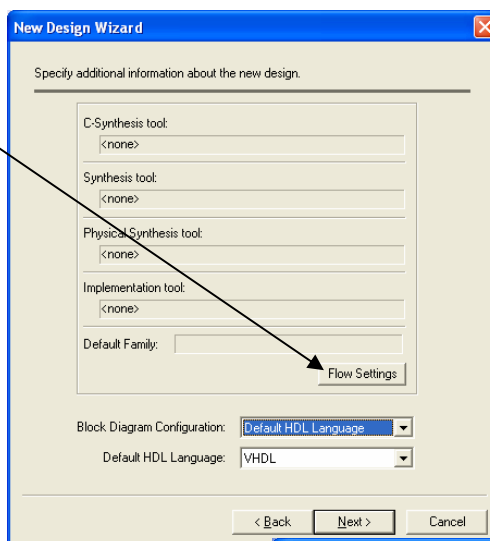 New Design Wizard
Specify additional information about the new design.
C-Synthesis tool:
<none>
Synthesis tool:
<none>
Physical Synthesis tool:
<none>
Implementation tool:
<none>
Default Family:
Flow Settings
Block Diagram Configuration: Default HDL Language
Default HDL Language: VHDL
< Back Next > Cancel